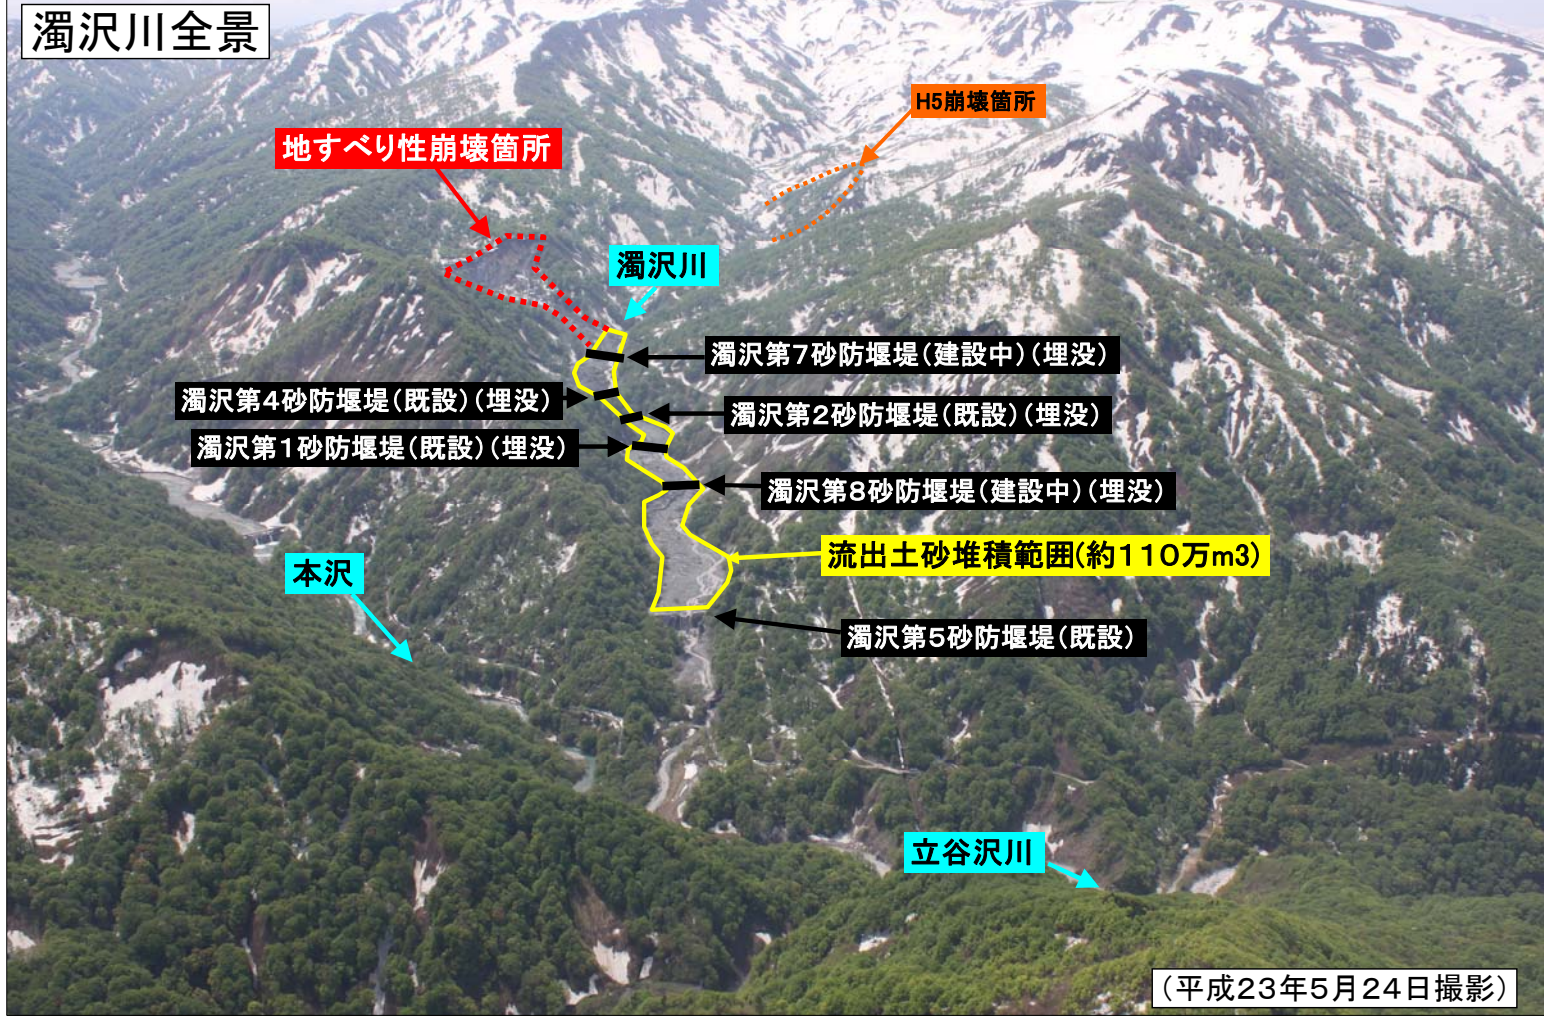 濁沢川全景
H5崩壊箇所
地すべり性崩壊箇所
濁沢川
濁沢第7砂防堰堤(建設中)(埋没)
濁沢第4砂防堰堤(既設)(埋没)
濁沢第2砂防堰堤(既設)(埋没)
濁沢第1砂防堰堤(既設)(埋没)
濁沢第8砂防堰堤(建設中)(埋没)
流出土砂堆積範囲(約110万m3)
本沢
濁沢第5砂防堰堤(既設)
立谷沢川
(平成23年5月24日撮影)